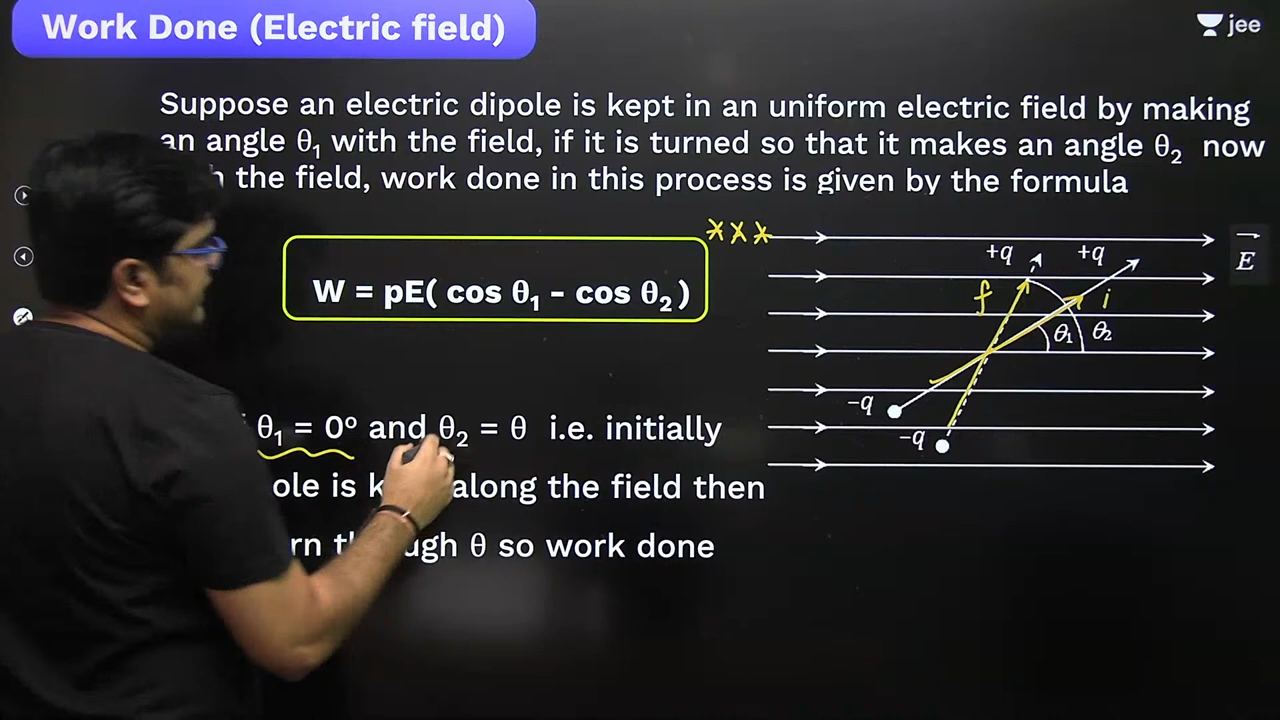 Work Done (Electric field)
jee
Suppose an electric dipole is kept in an uniform electric field by making
an angle θ₁ with the field, if it is turned so that it makes an angle θ₂ now
the field, work done in this process is given by the formula
***
W = pE( cos θ₁ - cos θ₂ )
E
+q +q
f i
θ₁ θ₂
-q
-q
θ₁ = 0° and θ₂ = θ i.e. initially
is along the field then
θ so work done